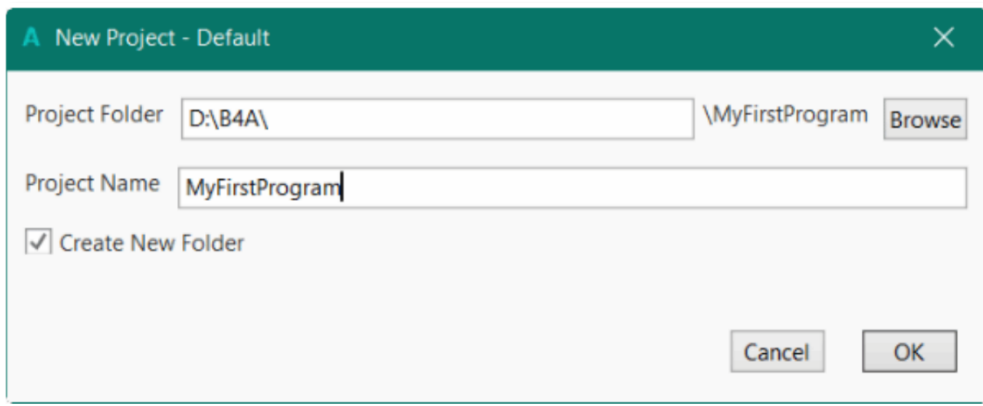 A New Project - Default
Project Folder D:\B4A\ \MyFirstProgram Browse
Project Name MyFirstProgram
Create New Folder
Cancel OK